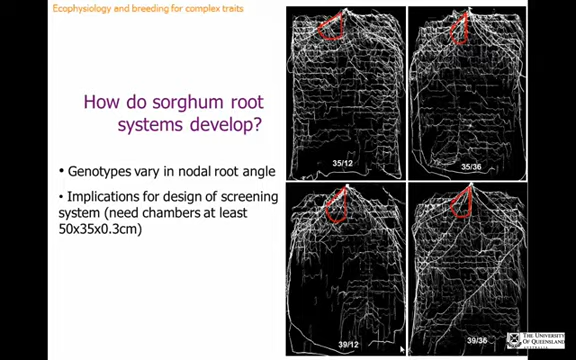 Ecophysiology and breeding for complex traits
How do sorghum root
systems develop?
• Genotypes vary in nodal root angle
• Implications for design of screening
system (need chambers at least
50x35x0.3cm)
35/12
35/36
39/12
39/36
THE UNIVERSITY
OF QUEENSLAND
AUSTRALIA